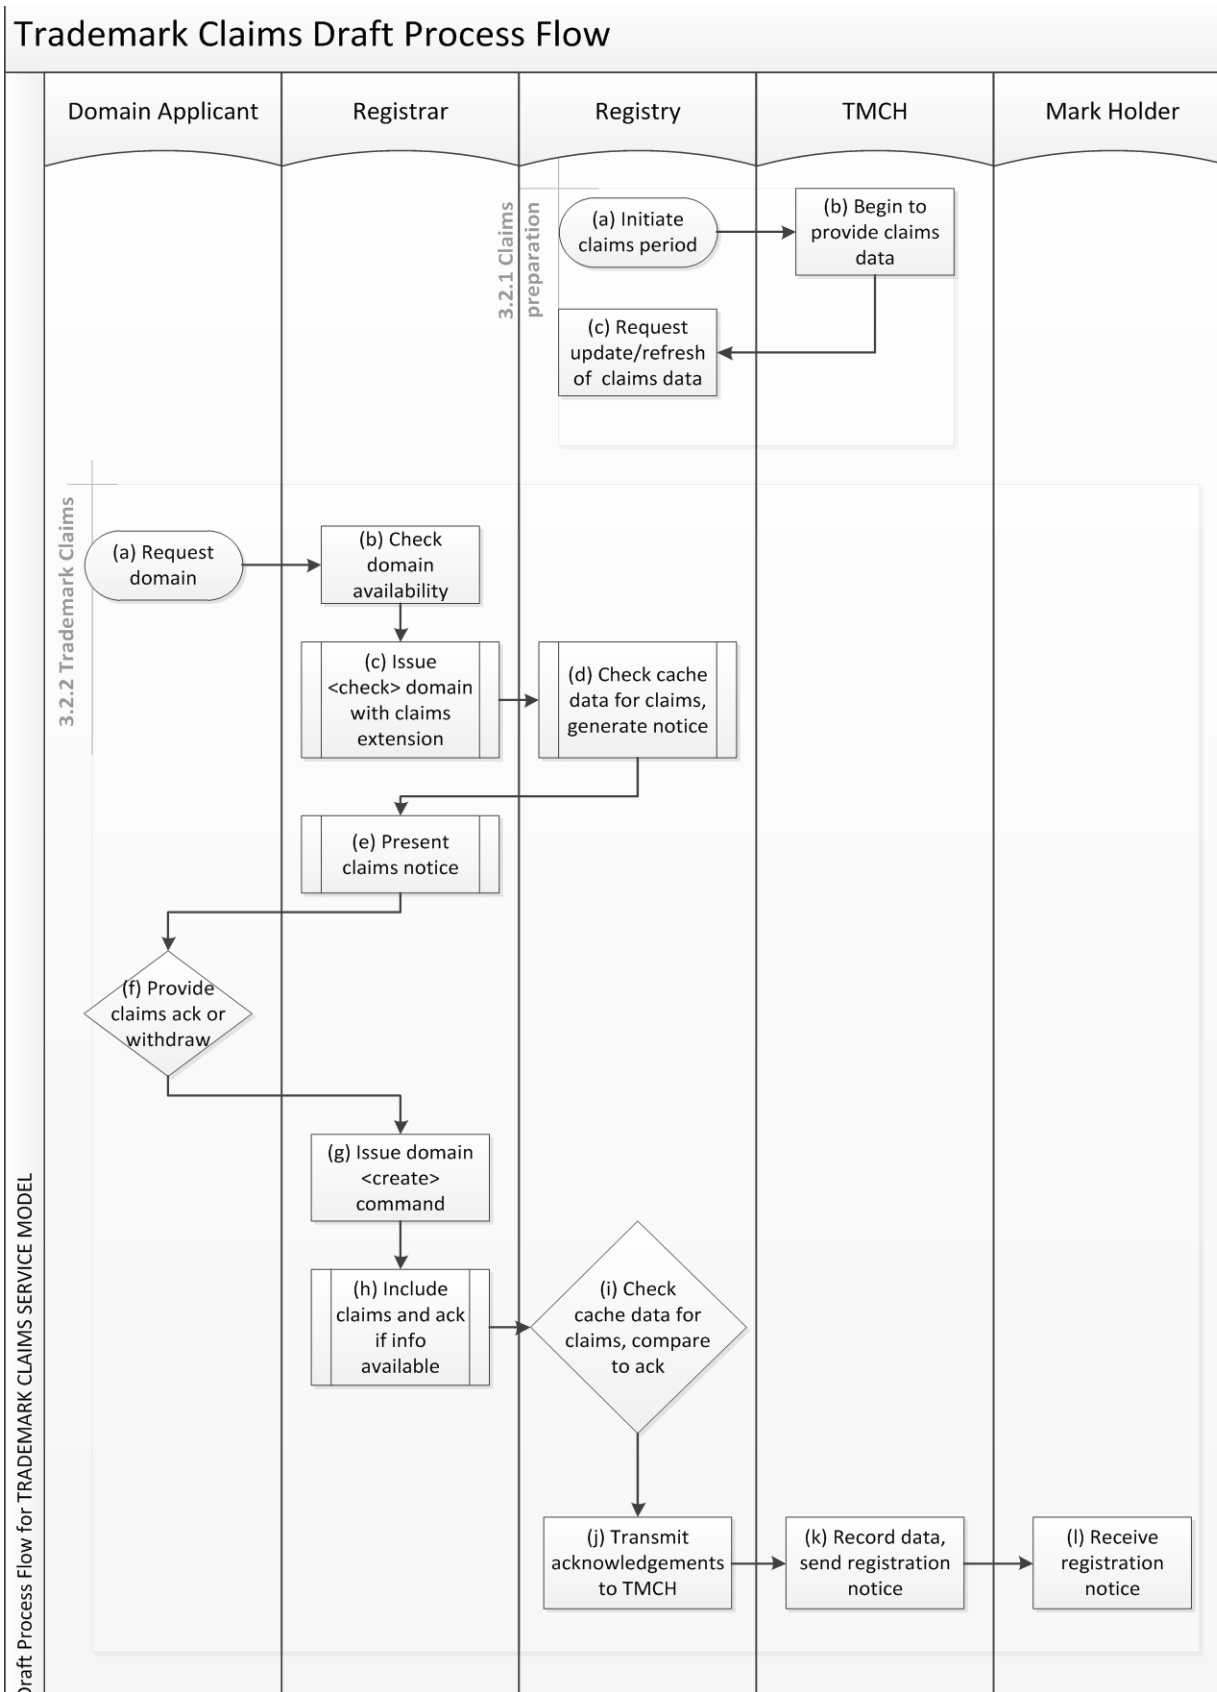 Trademark Claims Draft Process Flow
Domain Applicant
Registrar
Registry
TMCH
Mark Holder
3.2.1 Claims
preparation
(a) Initiate
claims period
(b) Begin to
provide claims
data
(c) Request
update/refresh
of claims data
3.2.2 Trademark Claims
(a) Request
domain
(b) Check
domain
availability
(c) Issue
<check> domain
with claims
extension
(d) Check cache
data for claims,
generate notice
(e) Present
claims notice
(f) Provide
claims ack or
withdraw
(g) Issue domain
<create>
command
(h) Include
claims and ack
if info
available
(i) Check
cache data for
claims, compare
to ack
(j) Transmit
acknowledgements
to TMCH
(k) Record data,
send registration
notice
(l) Receive
registration
notice
Draft Process Flow for TRADEMARK CLAIMS SERVICE MODEL